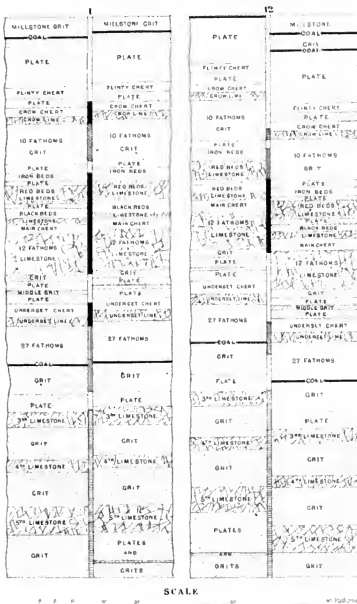 1
MILLSTONE GRIT
COAL
PLATE
FLINTY CHERT
PLATE
CROW CHERT
CROW LINE
10 FATHOMS
GRIT
PLATE
IRON BEDS
PLATE
RED BEDS
LIMESTONE
PLATE
BLACK BEDS
LIMESTONE
MAIN CHERT
12 FATHOMS
LIMESTONE
GRIT
PLATE
MIDDLE GRIT
PLATE
UNDERSET CHERT
UNDERSET LIME
27 FATHOMS
COAL
GRIT
PLATE
3RD LIMESTONE
GRIT
4TH LIMESTONE
GRIT
5TH LIMESTONE
GRIT
MILLSTONE GRIT
PLATE
FLINTY CHERT
PLATE
CROW CHERT
CROW LINE
10 FATHOMS
GRIT
PLATE
IRON BEDS
RED BEDS
LIMESTONE
BLACK BEDS
LIMESTONE
MAIN CHERT
12 FATHOMS
LIMESTONE
GRIT
PLATE
PLATE
UNDERSET CHERT
UNDERSET LIME
27 FATHOMS
GRIT
PLATE
3RD LIMESTONE
GRIT
4TH LIMESTONE
GRIT
5TH LIMESTONE
PLATES
AND
GRITS
12
PLATE
FLINTY CHERT
PLATE
CROW CHERT
CROW LIME
10 FATHOMS
GRIT
PLATE
IRON BEDS
RED BEDS
LIMESTONE
RED BEDS
LIMESTONE
MAIN CHERT
12 FATHOMS
LIMESTONE
GRIT
PLATE
PLATE
UNDERSET CHERT
UNDERSET LIME
27 FATHOMS
COAL
GRIT
PLATE
3RD LIMESTONE
GRIT
4TH LIMESTONE
GRIT
5TH LIMESTONE
PLATES
AND
GRITS
MILLSTONE
COAL
GRIT
COAL
PLATE
FLINTY CHERT
PLATE
CROW CHERT
CROW LIME
10 FATHOMS
GRIT
PLATE
IRON BEDS
PLATE
RED BEDS
LIMESTONE
BLACK BEDS
LIMESTONE
MAIN CHERT
12 FATHOMS
LIMESTONE
GRIT
PLATE
MIDDLE GRIT
PLATE
UNDERSET CHERT
UNDERSET LIME
27 FATHOMS
COAL
GRIT
PLATE
3RD LIMESTONE
GRIT
4TH LIMESTONE
GRIT
5TH LIMESTONE
GRIT
SCALE